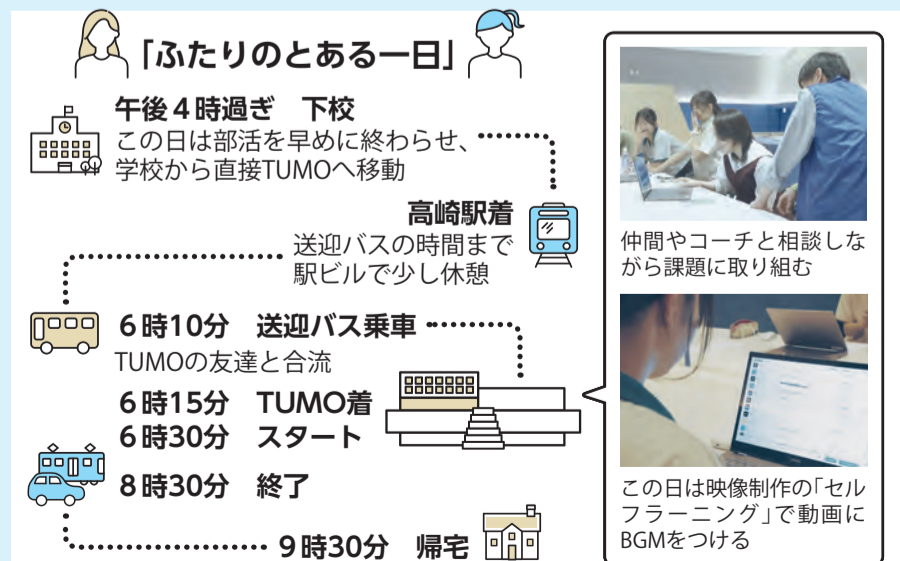 「ふたりのとある一日」
午後４時過ぎ　下校
この日は部活を早めに終わらせ、
学校から直接TUMOへ移動
高崎駅着
送迎バスの時間まで
駅ビルで少し休憩
６時10分　送迎バス乗車
TUMOの友達と合流
６時15分　TUMO着
６時30分　スタート
８時30分　終了
９時30分　帰宅
仲間やコーチと相談しな
がら課題に取り組む
この日は映像制作の「セル
フラーニング」で動画に
BGMをつける